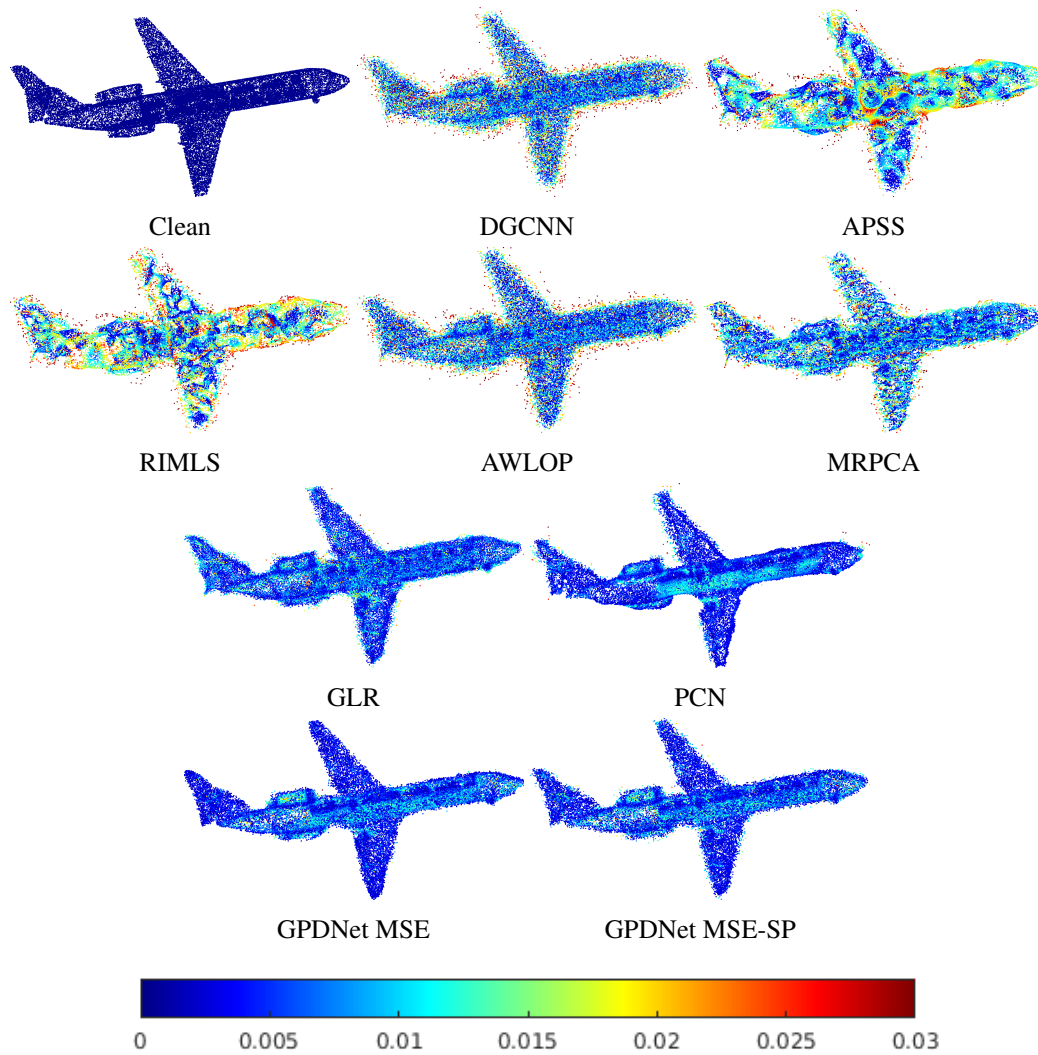 Clean DGCNN APSS
RIMLS AWLOP MRPCA
GLR PCN
GPDNet MSE GPDNet MSE-SP
0 0.005 0.01 0.015 0.02 0.025 0.03